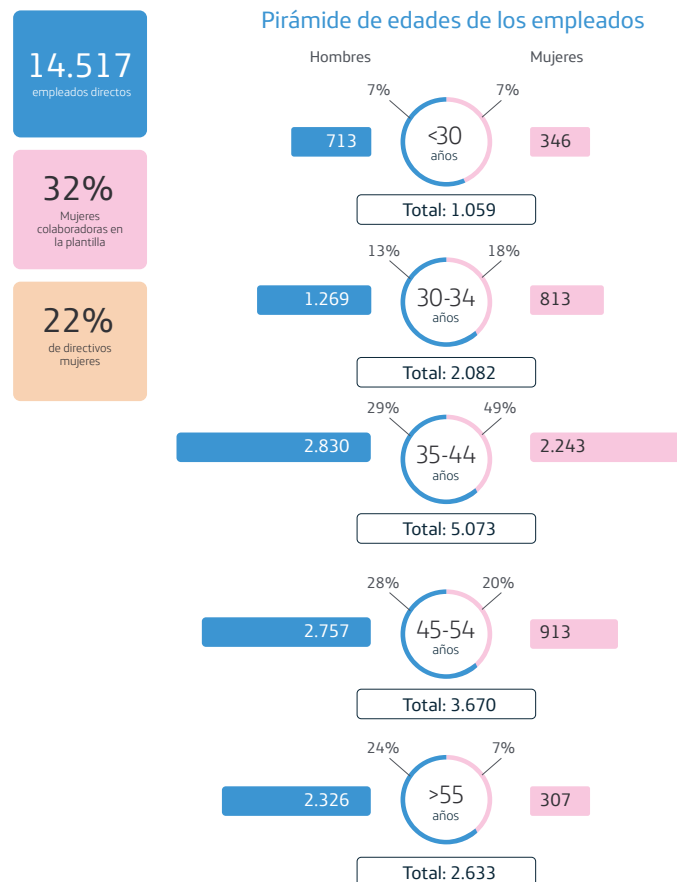 14.517
empleados directos
32%
Mujeres
colaboradoras en
la plantilla
22%
de directivos
mujeres
Pirámide de edades de los empleados
Hombres
Mujeres
7%
7%
713
<30
años
346
Total: 1.059
13%
18%
1.269
30-34
años
813
Total: 2.082
29%
49%
2.830
35-44
años
2.243
Total: 5.073
28%
20%
2.757
45-54
años
913
Total: 3.670
24%
7%
2.326
>55
años
307
Total: 2.633